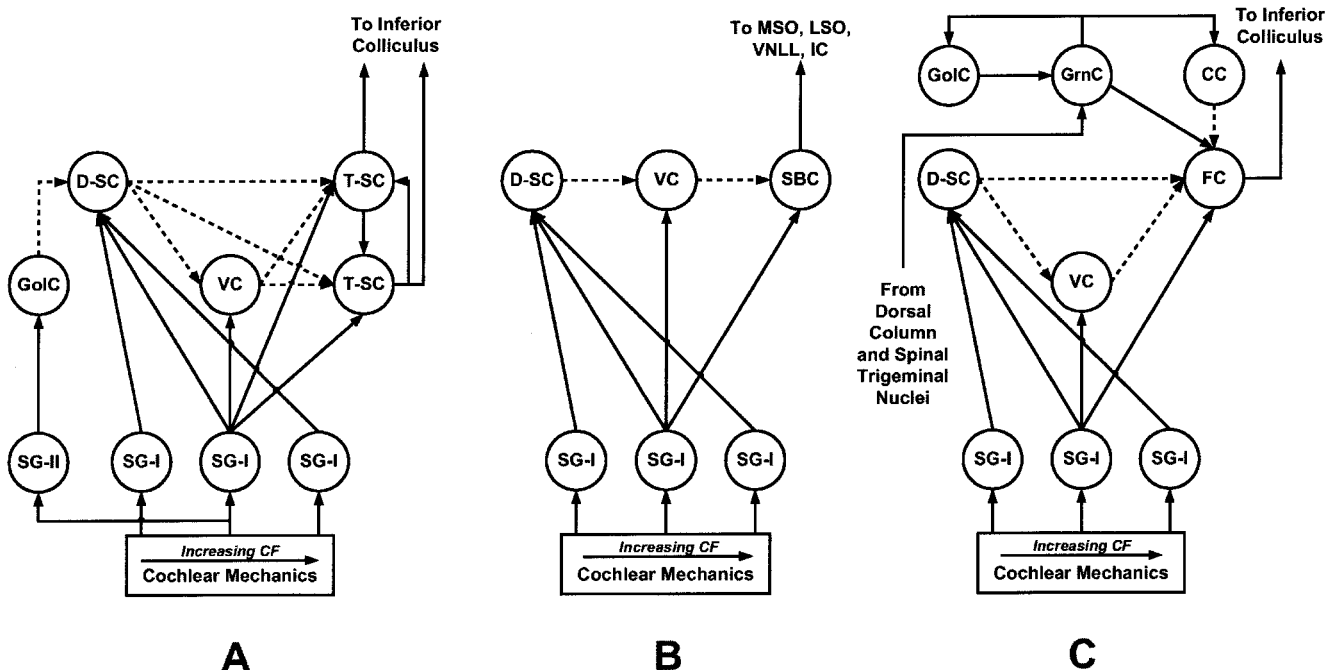 To Inferior
Colliculus
D-SC
T-SC
GolC
VC
T-SC
SG-II
SG-I
SG-I
SG-I
Increasing CF
Cochlear Mechanics
A
To MSO, LSO,
VNLL, IC
D-SC
VC
SBC
SG-I
SG-I
SG-I
Increasing CF
Cochlear Mechanics
B
To Inferior
Colliculus
GolC
GrnC
CC
D-SC
FC
VC
From
Dorsal
Column
and Spinal
Trigeminal
Nuclei
SG-I
SG-I
SG-I
Increasing CF
Cochlear Mechanics
C